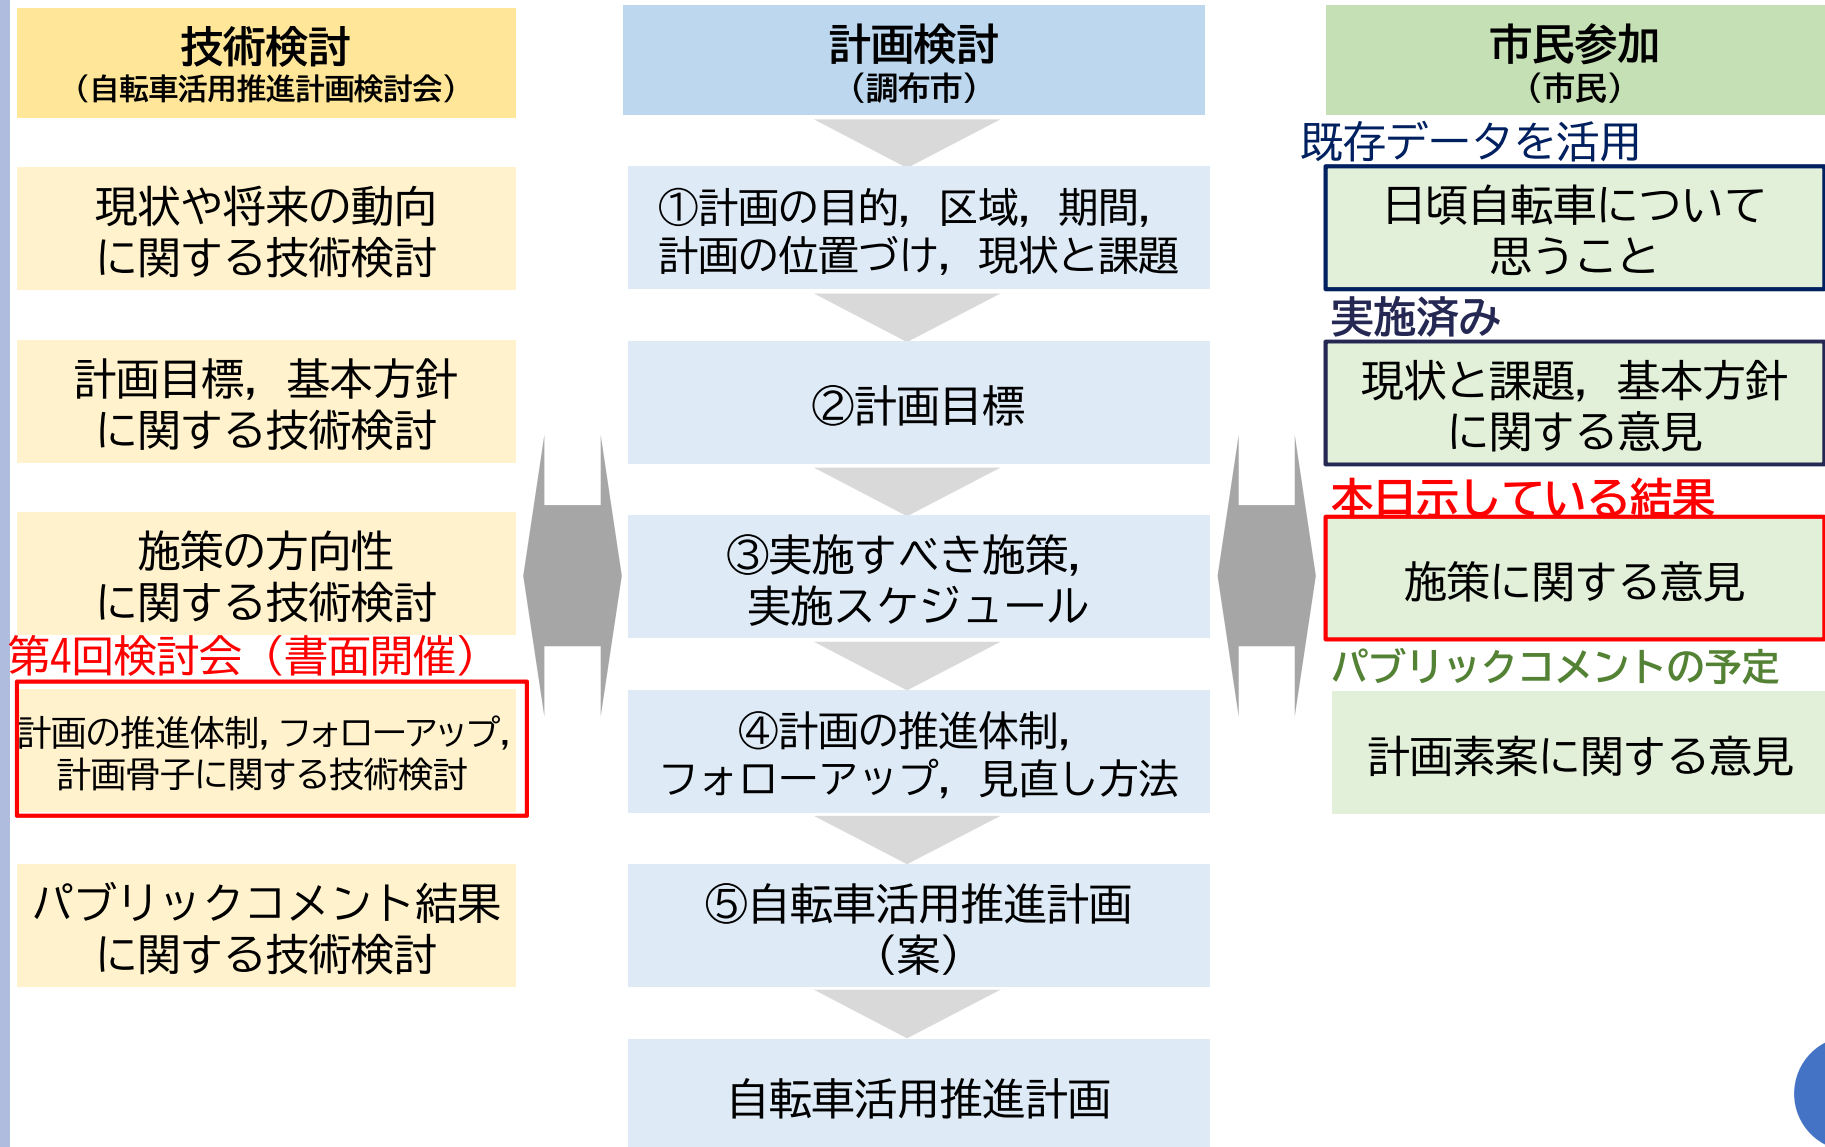 技術検討
（自転車活用推進計画検討会）
現状や将来の動向
に関する技術検討
計画目標，基本方針
に関する技術検討
施策の方向性
に関する技術検討
第4回検討会（書面開催）
計画の推進体制，フォローアップ，
計画骨子に関する技術検討
パブリックコメント結果
に関する技術検討
計画検討
（調布市）
①計画の目的，区域，期間，
計画の位置づけ，現状と課題
②計画目標
③実施すべき施策，
実施スケジュール
④計画の推進体制，
フォローアップ，見直し方法
⑤自転車活用推進計画
（案）
自転車活用推進計画
市民参加
（市民）
既存データを活用
日頃自転車について
思うこと
実施済み
現状と課題，基本方針
に関する意見
本日示している結果
施策に関する意見
パブリックコメントの予定
計画素案に関する意見